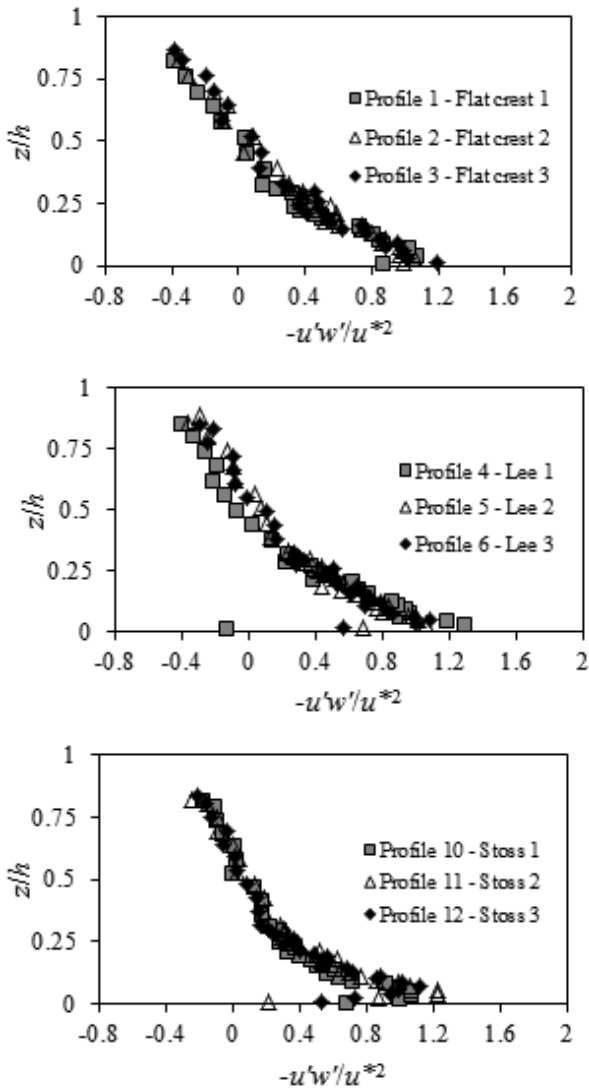 1
0.75
0.5
0.25
0
z/h
Profile 1 - Flat crest 1
Profile 2 - Flat crest 2
Profile 3 - Flat crest 3
-0.8 -0.4 0 0.4 0.8 1.2 1.6 2
-u'w'/u*2
1
0.75
0.5
0.25
0
z/h
Profile 4 - Lee 1
Profile 5 - Lee 2
Profile 6 - Lee 3
-0.8 -0.4 0 0.4 0.8 1.2 1.6 2
-u'w'/u*2
1
0.75
0.5
0.25
0
z/h
Profile 10 - Stoss 1
Profile 11 - Stoss 2
Profile 12 - Stoss 3
-0.8 -0.4 0 0.4 0.8 1.2 1.6 2
-u'w'/u*2